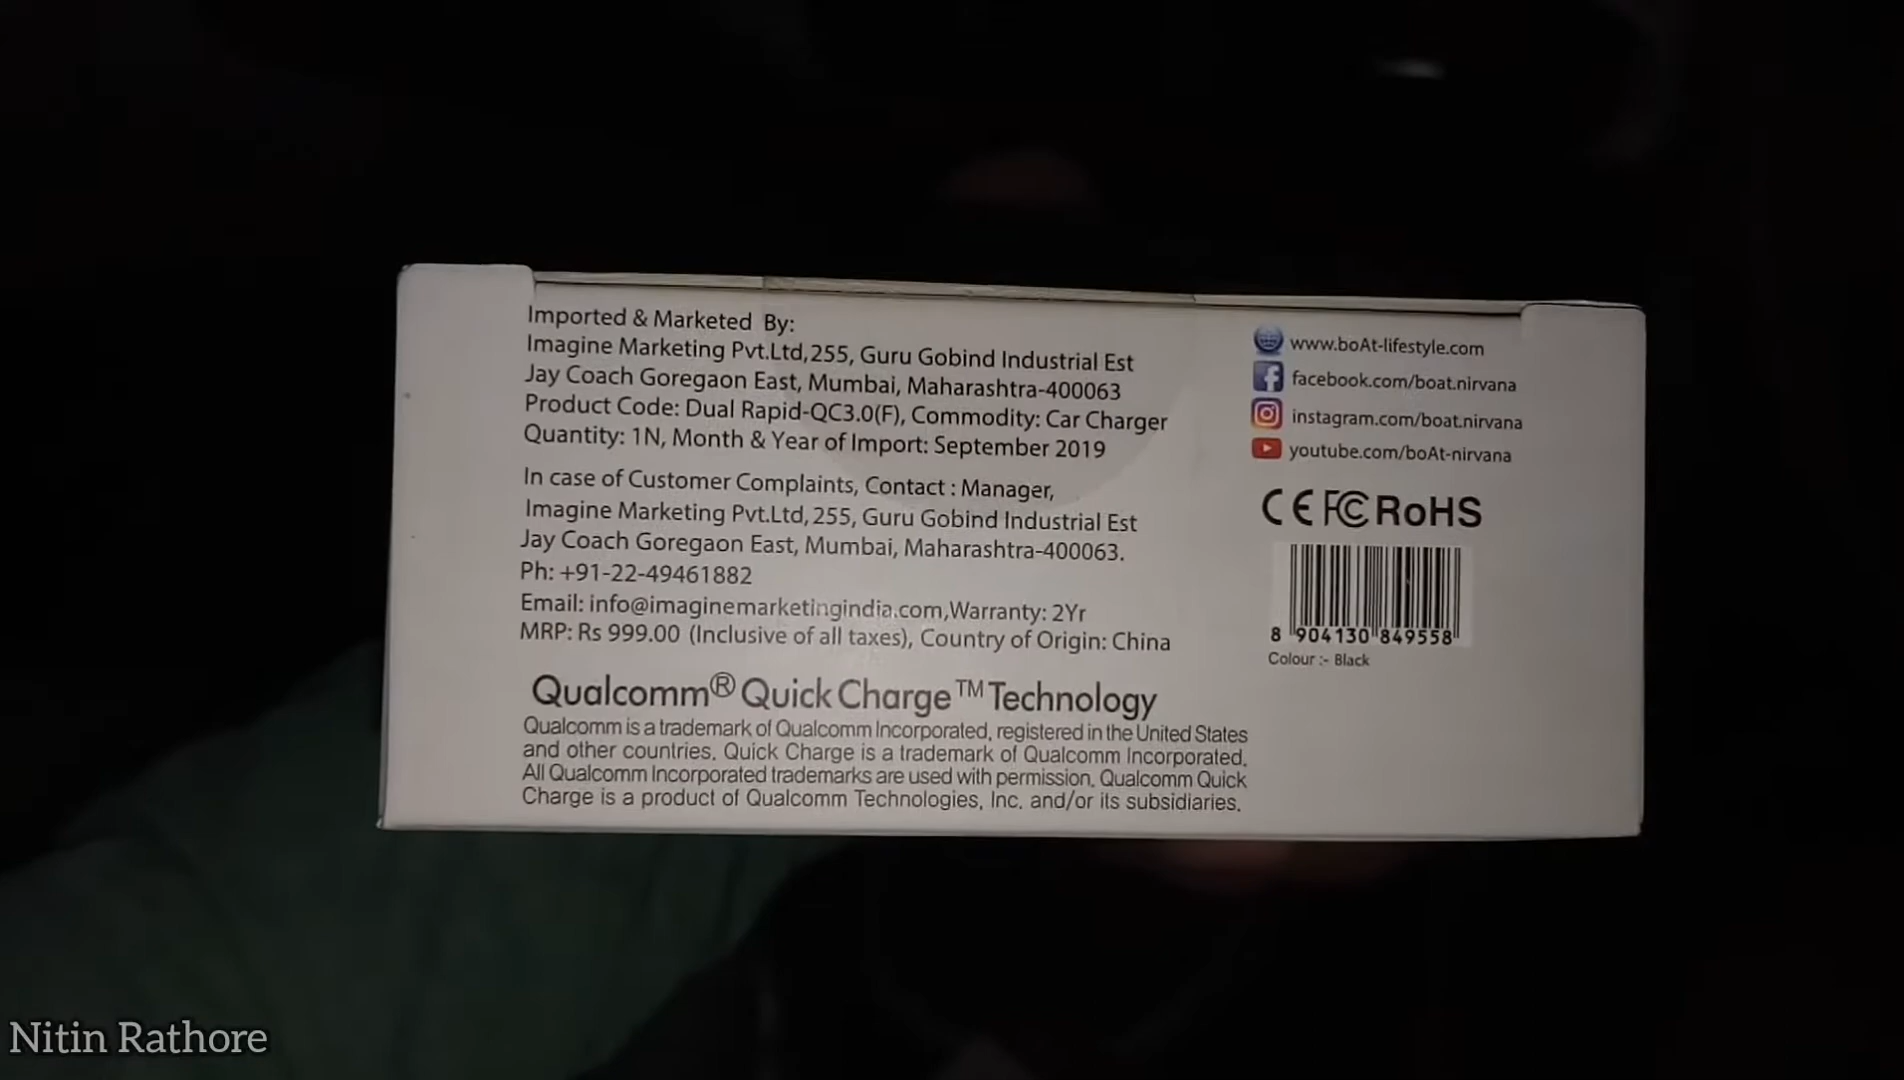 Imported & Marketed By:
Imagine Marketing Pvt.Ltd,255, Guru Gobind Industrial Est
Jay Coach Goregaon East, Mumbai, Maharashtra-400063
Product Code: Dual Rapid-QC3.0(F), Commodity: Car Charger
Quantity: 1N, Month & Year of Import: September 2019
In case of Customer Complaints, Contact : Manager,
Imagine Marketing Pvt.Ltd,255, Guru Gobind Industrial Est
Jay Coach Goregaon East, Mumbai, Maharashtra-400063.
Ph: +91-22-49461882
Email: info@imaginemarketingindia.com,Warranty: 2Yr
MRP: Rs 999.00 (Inclusive of all taxes), Country of Origin: China
Qualcomm® Quick Charge™ Technology
Qualcomm is a trademark of Qualcomm Incorporated, registered in the United States
and other countries. Quick Charge is a trademark of Qualcomm Incorporated.
All Qualcomm Incorporated trademarks are used with permission. Qualcomm Quick
Charge is a product of Qualcomm Technologies, Inc. and/or its subsidiaries.
www.boAt-lifestyle.com
facebook.com/boat.nirvana
instagram.com/boat.nirvana
youtube.com/boAt-nirvana
CE FC RoHS
8 904130 849558
Colour :- Black
Nitin Rathore